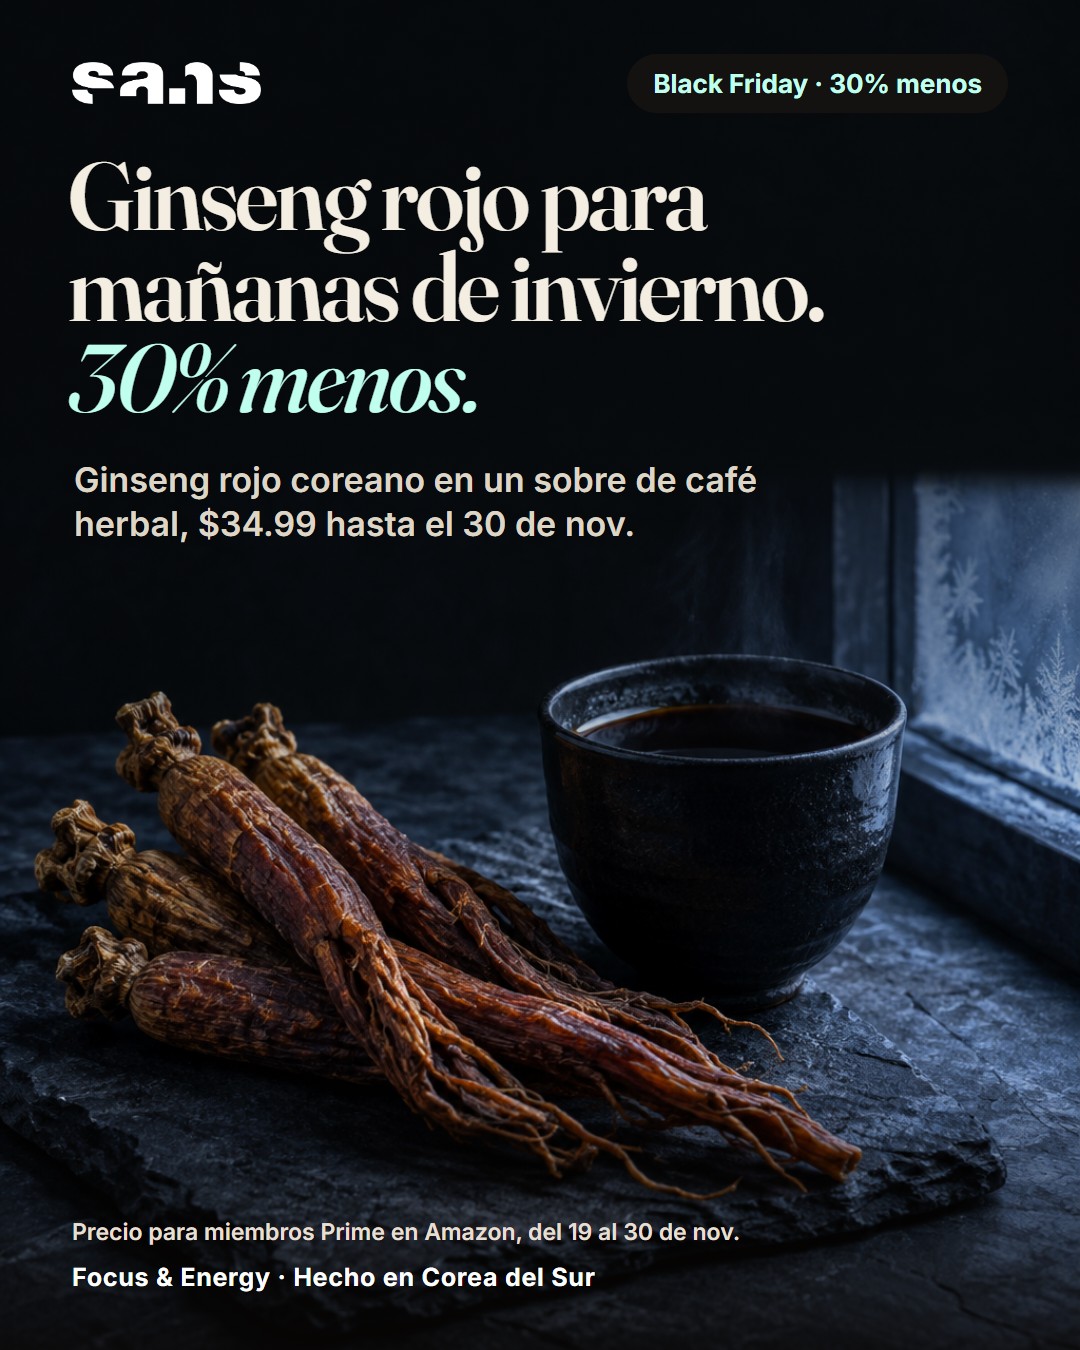 sans
Black Friday · 30% menos
Ginseng rojo para
mañanas de invierno.
30% menos.
Ginseng rojo coreano en un sobre de café
herbal, $34.99 hasta el 30 de nov.
Precio para miembros Prime en Amazon, del 19 al 30 de nov.
Focus & Energy · Hecho en Corea del Sur